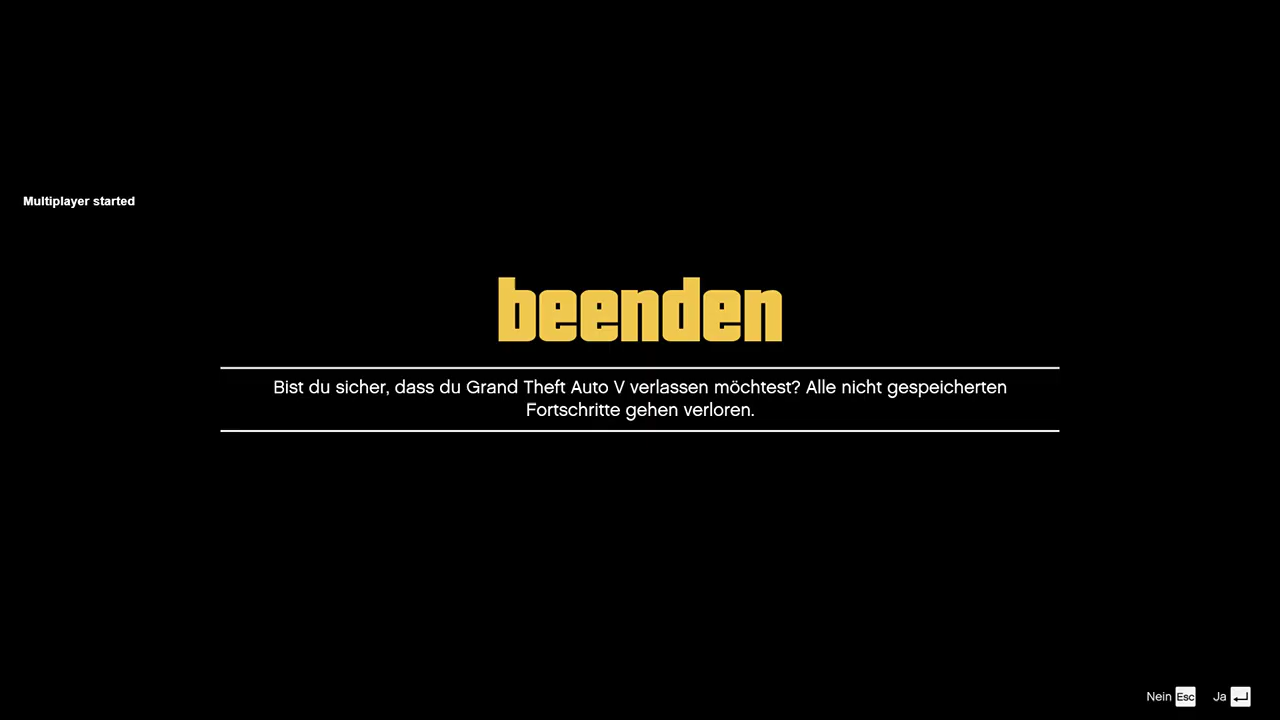 Multiplayer started
beenden
Bist du sicher, dass du Grand Theft Auto V verlassen möchtest? Alle nicht gespeicherten
Fortschritte gehen verloren.
Nein Esc Ja